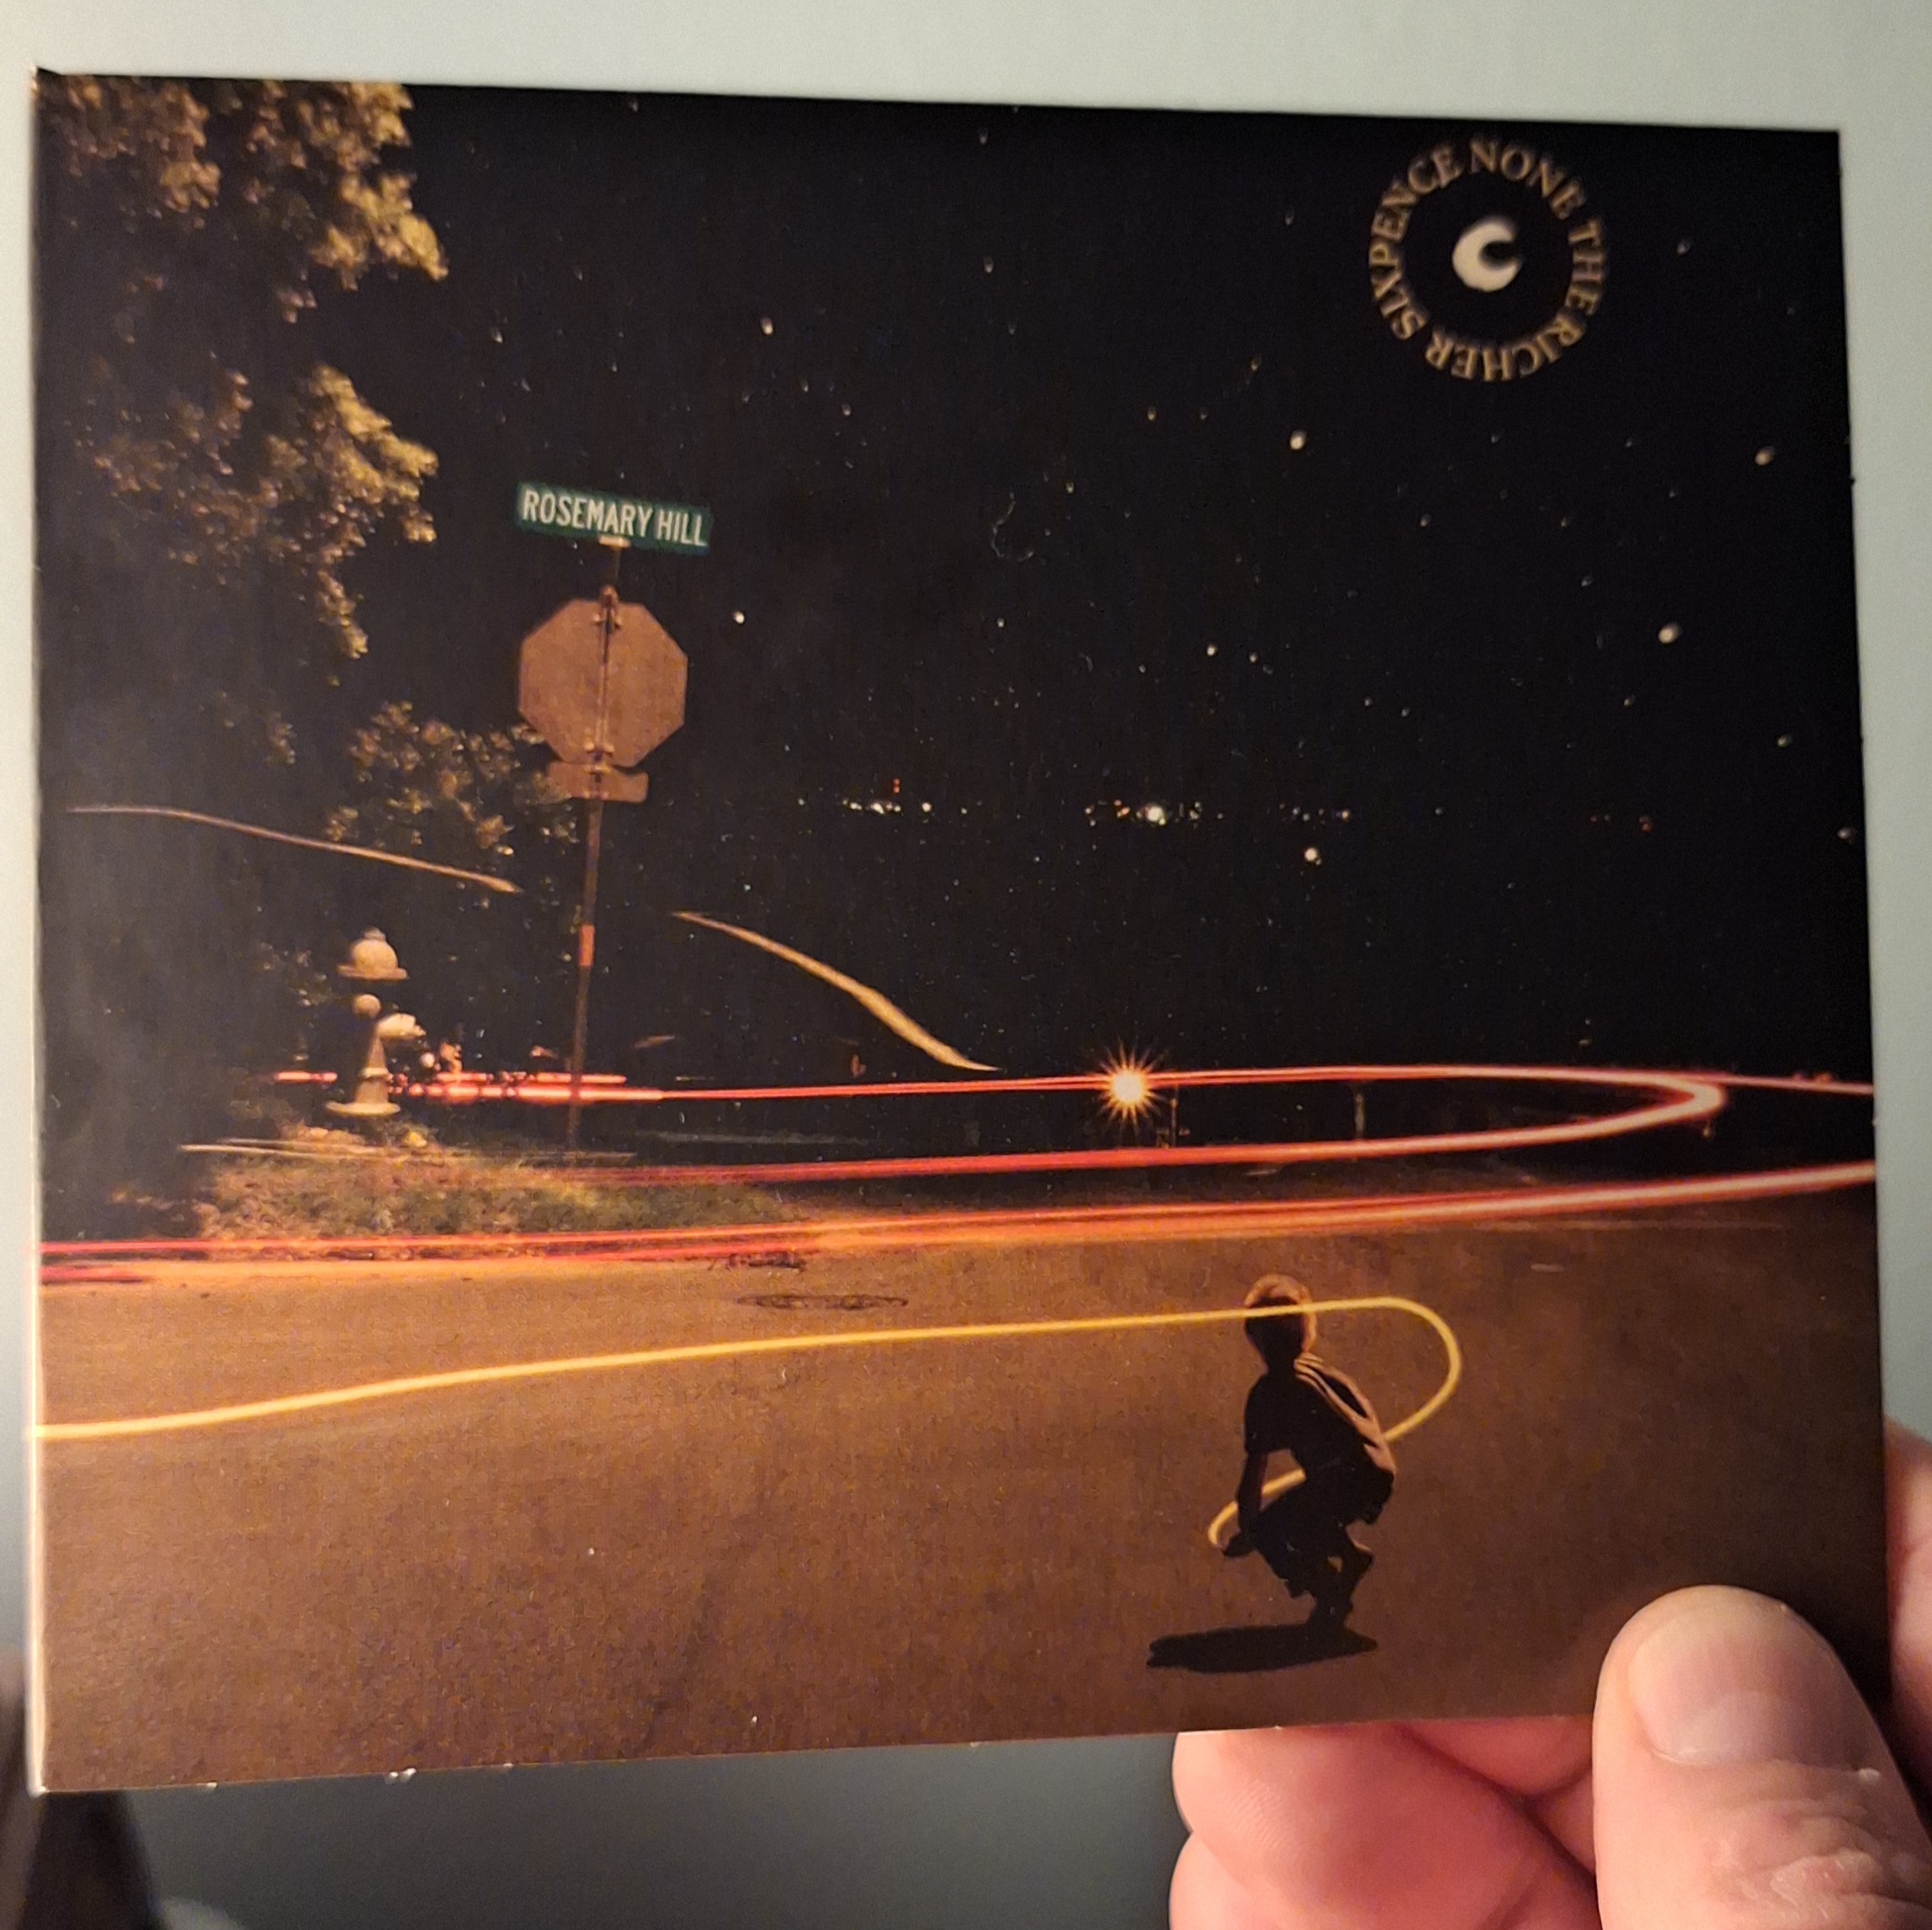 SIXPENCE NONE THE RICHER
ROSEMARY HILL